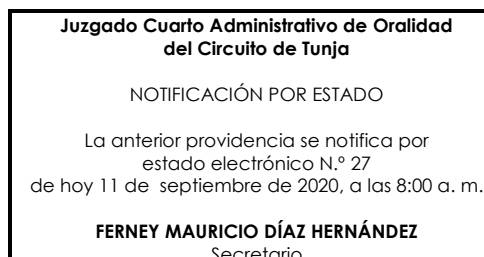 Juzgado Cuarto Administrativo de Oralidad
del Circuito de Tunja
NOTIFICACIÓN POR ESTADO
La anterior providencia se notifica por
estado electrónico N.º 27
de hoy 11 de septiembre de 2020, a las 8:00 a. m.
FERNEY MAURICIO DÍAZ HERNÁNDEZ
Secretario